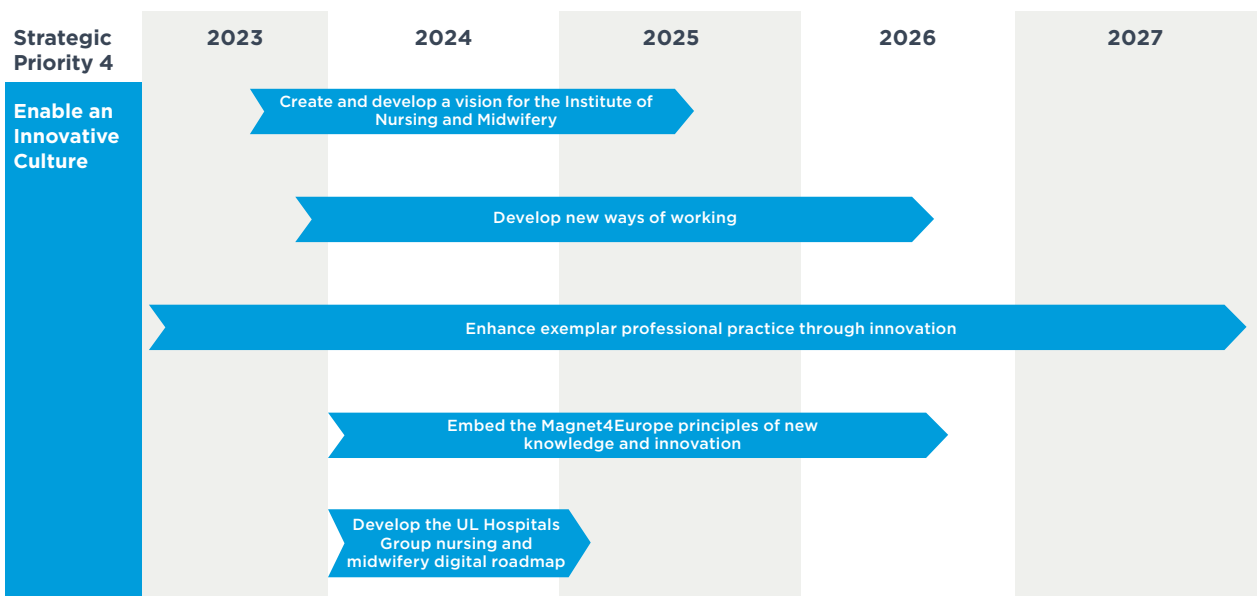 Strategic
Priority 4
2023
2024
2025
2026
2027
Enable an
Innovative
Culture
Create and develop a vision for the Institute of
Nursing and Midwifery
Develop new ways of working
Enhance exemplar professional practice through innovation
Embed the Magnet4Europe principles of new
knowledge and innovation
Develop the UL Hospitals
Group nursing and
midwifery digital roadmap